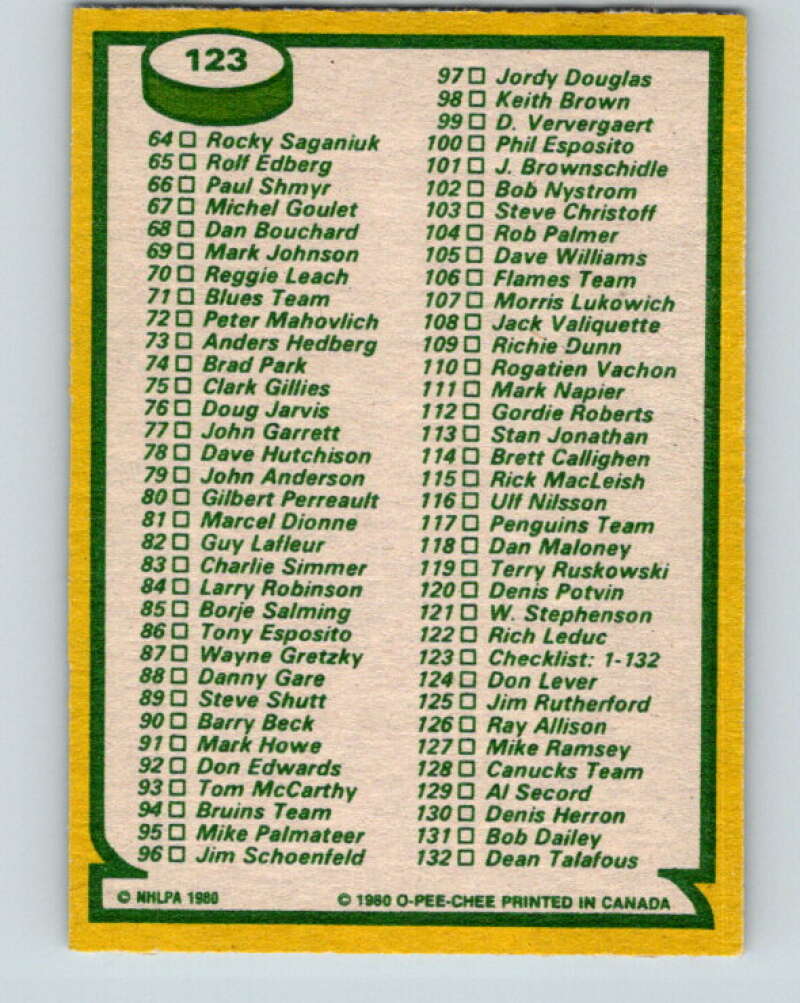 123
64 □ Rocky Saganiuk
65 □ Rolf Edberg
66 □ Paul Shmyr
67 □ Michel Goulet
68 □ Dan Bouchard
69 □ Mark Johnson
70 □ Reggie Leach
71 □ Blues Team
72 □ Peter Mahovlich
73 □ Anders Hedberg
74 □ Brad Park
75 □ Clark Gillies
76 □ Doug Jarvis
77 □ John Garrett
78 □ Dave Hutchison
79 □ John Anderson
80 □ Gilbert Perreault
81 □ Marcel Dionne
82 □ Guy Lafleur
83 □ Charlie Simmer
84 □ Larry Robinson
85 □ Borje Salming
86 □ Tony Esposito
87 □ Wayne Gretzky
88 □ Danny Gare
89 □ Steve Shutt
90 □ Barry Beck
91 □ Mark Howe
92 □ Don Edwards
93 □ Tom McCarthy
94 □ Bruins Team
95 □ Mike Palmateer
96 □ Jim Schoenfeld
97 □ Jordy Douglas
98 □ Keith Brown
99 □ D. Ververgaert
100 □ Phil Esposito
101 □ J. Brownschidle
102 □ Bob Nystrom
103 □ Steve Christoff
104 □ Rob Palmer
105 □ Dave Williams
106 □ Flames Team
107 □ Morris Lukowich
108 □ Jack Valiquette
109 □ Richie Dunn
110 □ Rogatien Vachon
111 □ Mark Napier
112 □ Gordie Roberts
113 □ Stan Jonathan
114 □ Brett Callighen
115 □ Rick MacLeish
116 □ Ulf Nilsson
117 □ Penguins Team
118 □ Dan Maloney
119 □ Terry Ruskowski
120 □ Denis Potvin
121 □ W. Stephenson
122 □ Rich Leduc
123 □ Checklist: 1-132
124 □ Don Lever
125 □ Jim Rutherford
126 □ Ray Allison
127 □ Mike Ramsey
128 □ Canucks Team
129 □ Al Secord
130 □ Denis Herron
131 □ Bob Dailey
132 □ Dean Talafous
© NHLPA 1980
© 1980 O-PEE-CHEE PRINTED IN CANADA